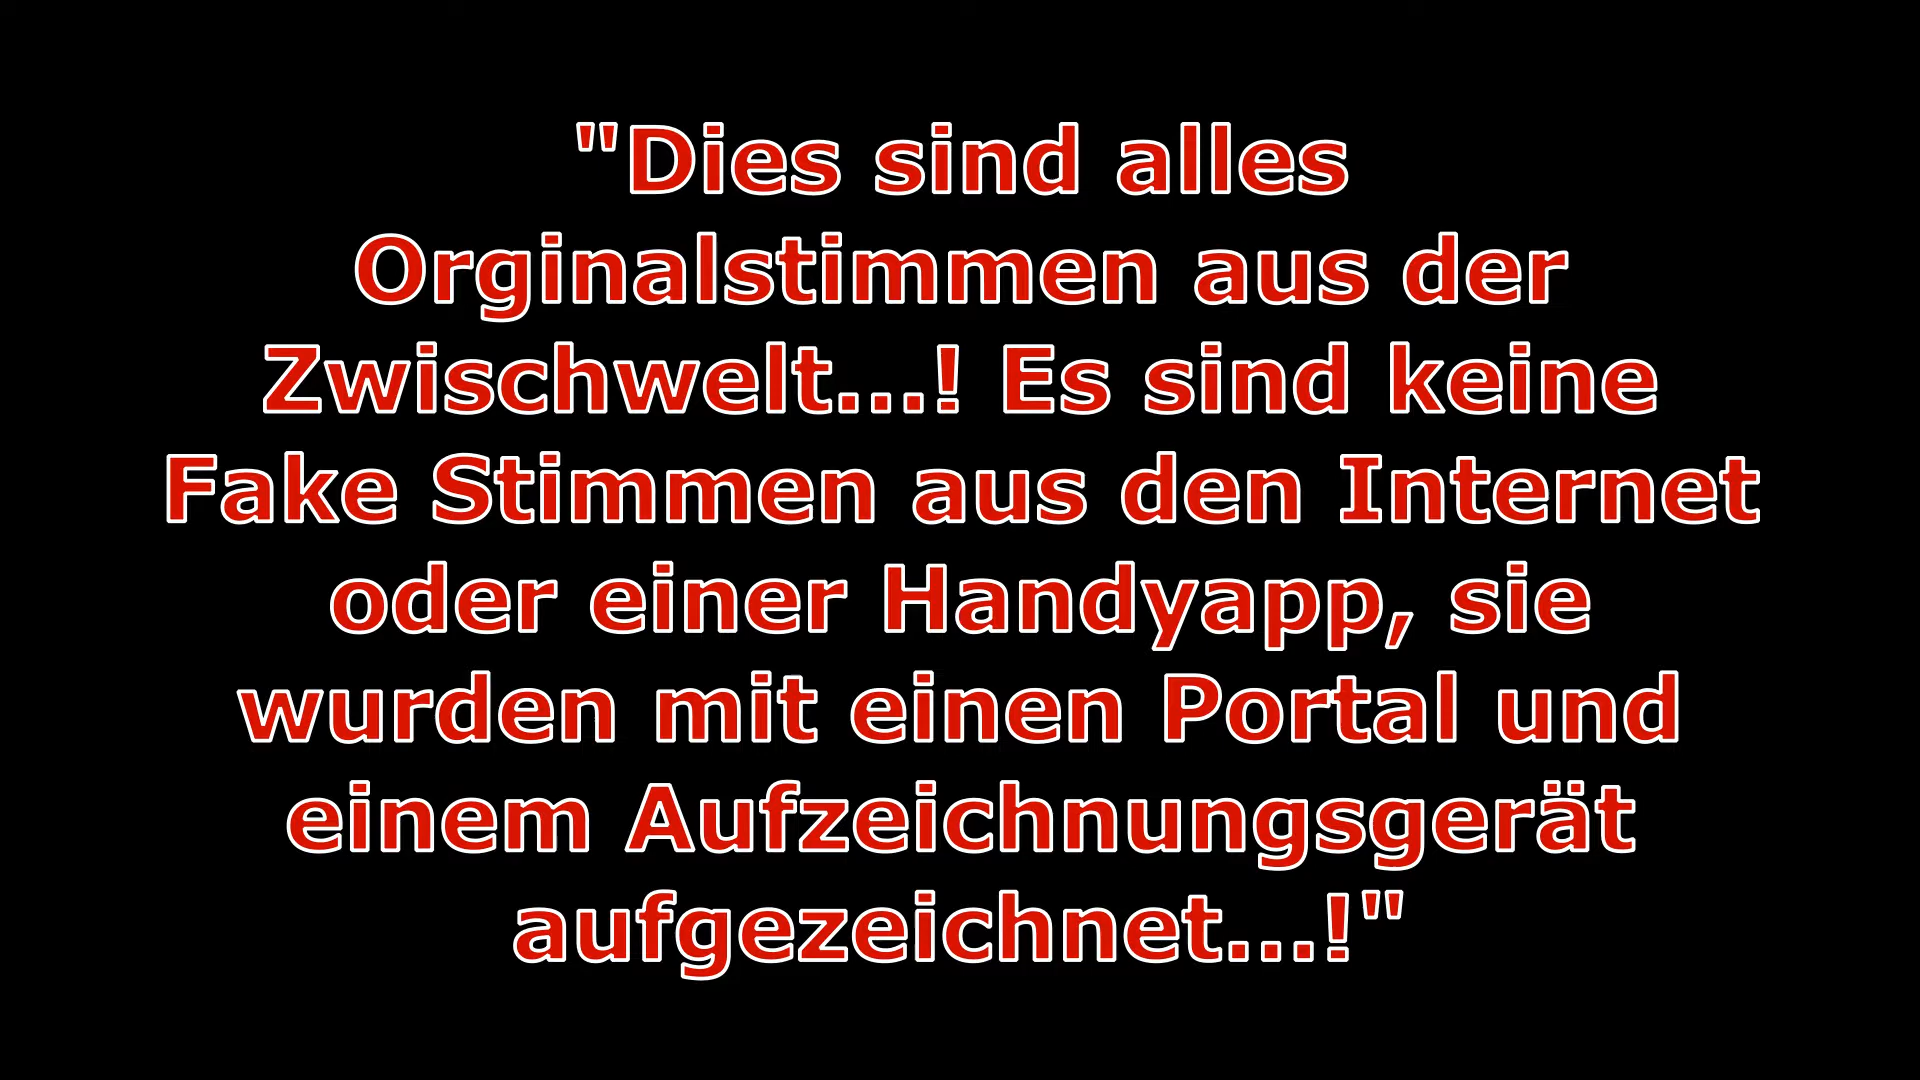 "Dies sind alles
Orginalstimmen aus der
Zwischwelt...! Es sind keine
Fake Stimmen aus den Internet
oder einer Handyapp, sie
wurden mit einen Portal und
einem Aufzeichnungsgerät
aufgezeichnet...!"